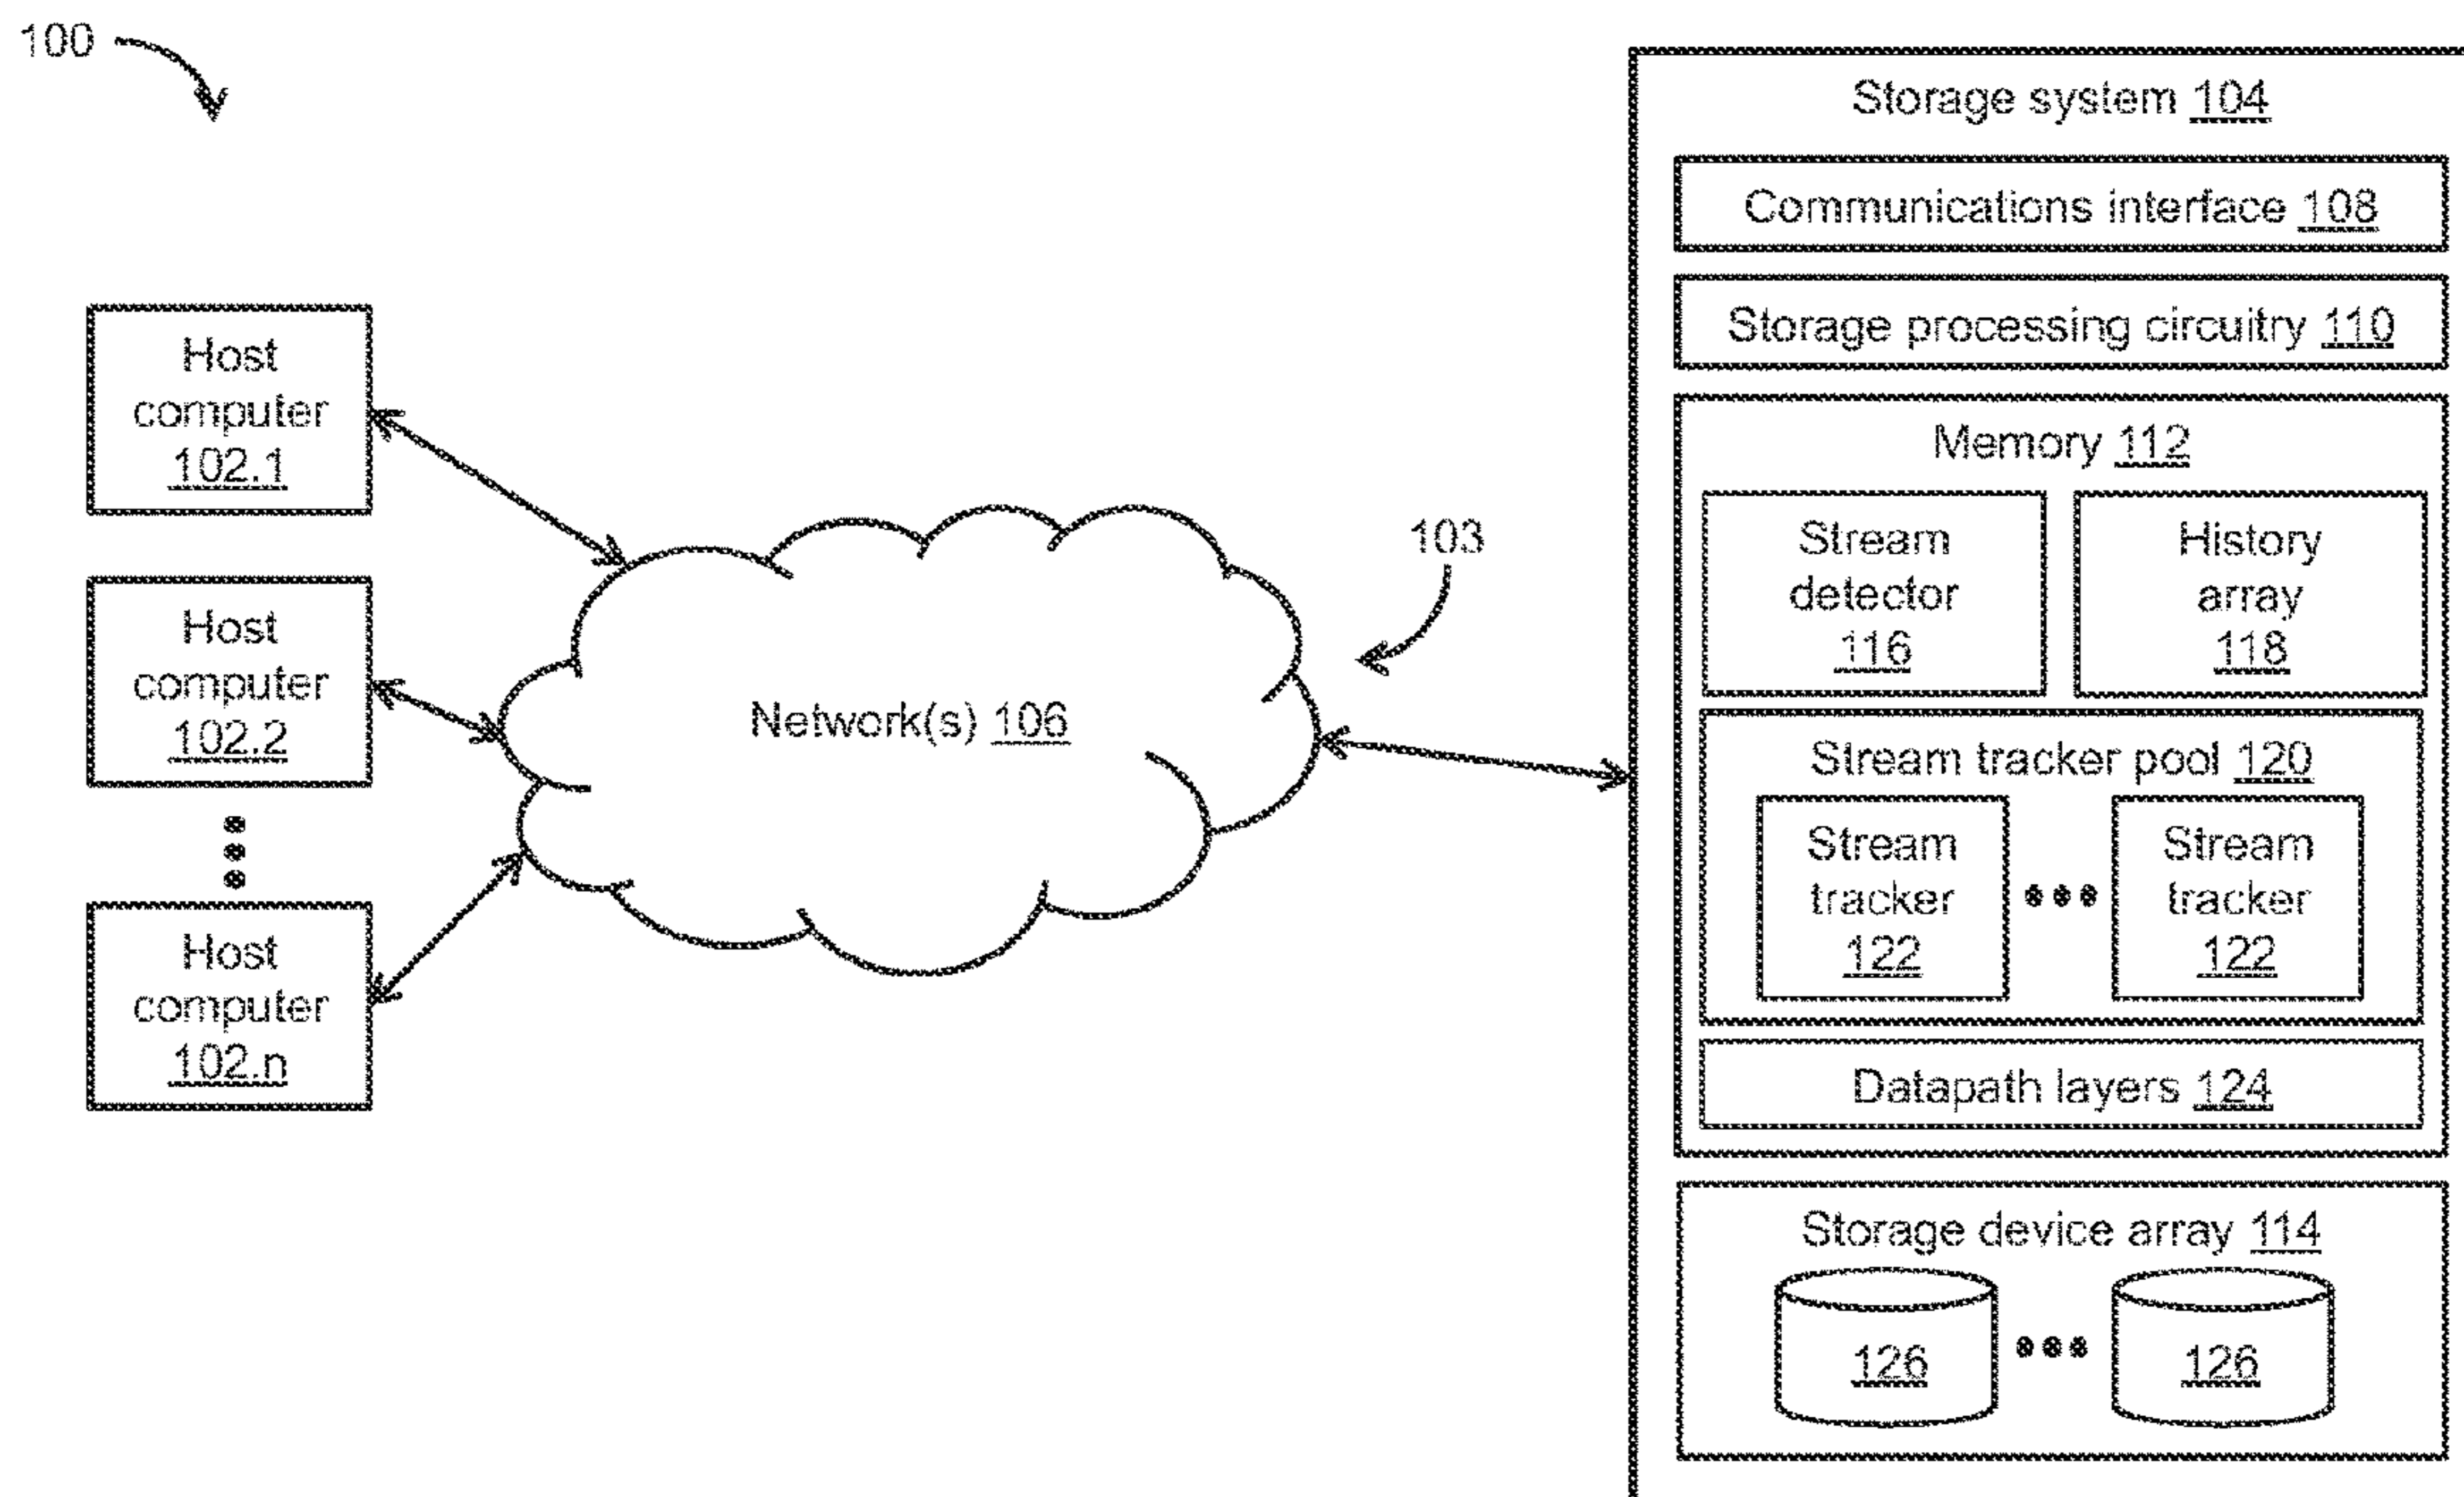 100
Storage system 104
Communications interface 108
Storage processing circuitry 110
Memory 112
Stream
detector
116
History
array
118
Stream tracker pool 120
Stream
tracker
122
Stream
tracker
122
Datapath layers 124
Storage device array 114
126
126
Host
computer
102.1
Host
computer
102.2
Host
computer
102.n
Network(s) 106
103